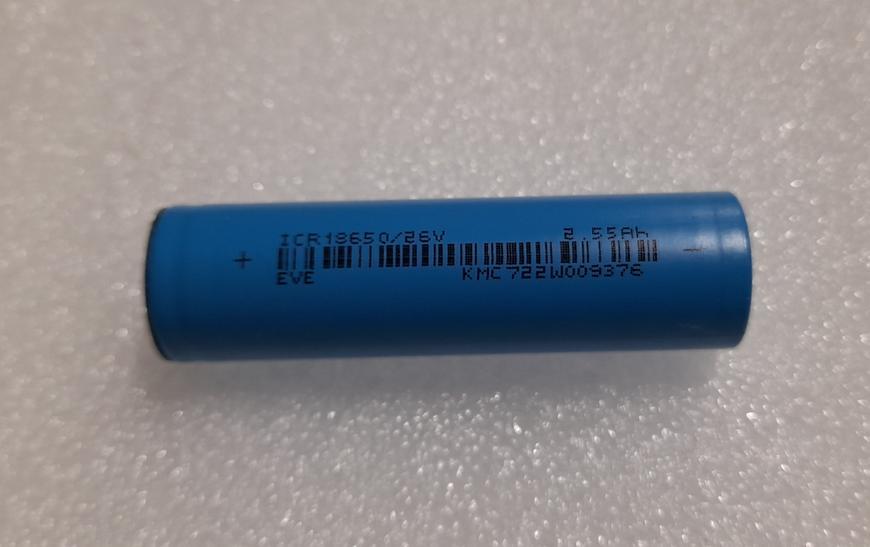 ICR18650/26V 2.55Ah
+ -
EVE KMC722W009376